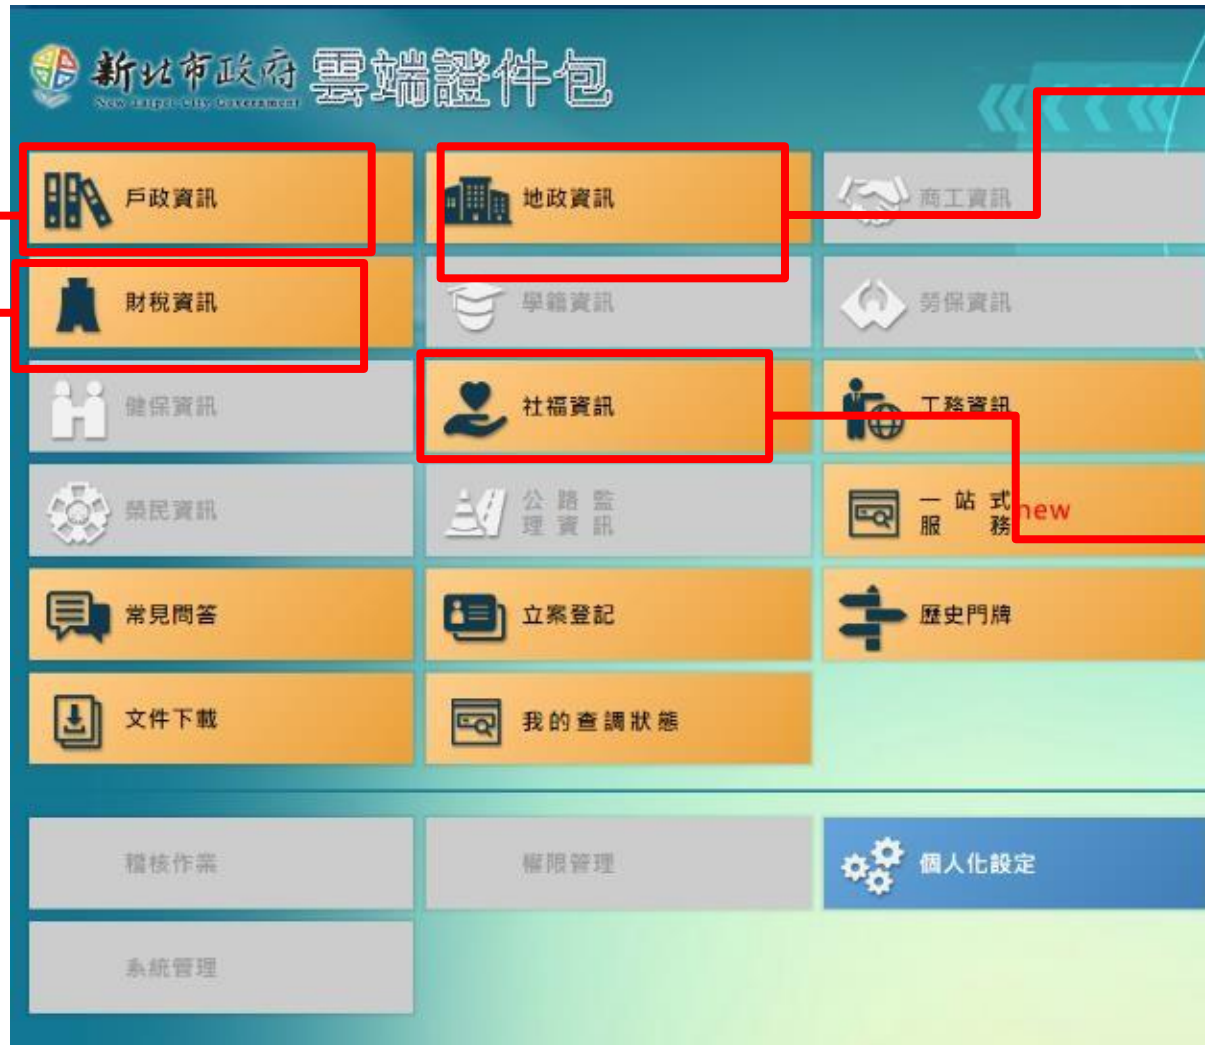 新北市政府 雲端證件包
New Taipei City Government
戶政資訊
地政資訊
商工資訊
財稅資訊
學籍資訊
勞保資訊
健保資訊
社福資訊
工務資訊
榮民資訊
公路監
理資訊
一站式
服務
new
常見問答
立案登記
歷史門牌
文件下載
我的查調狀態
稽核作業
權限管理
個人化設定
系統管理